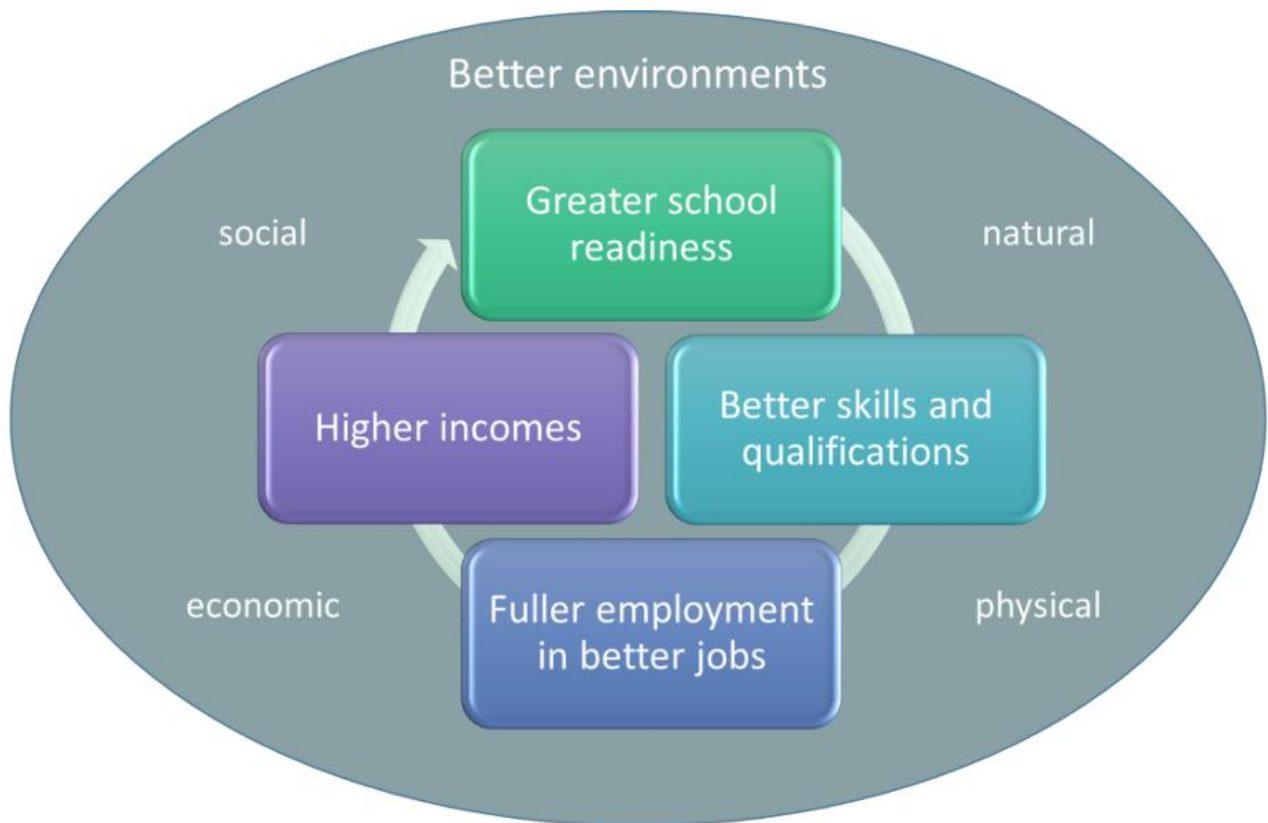 Better environments
Greater school
readiness
social
natural
Higher incomes
Better skills and
qualifications
economic
physical
Fuller employment
in better jobs